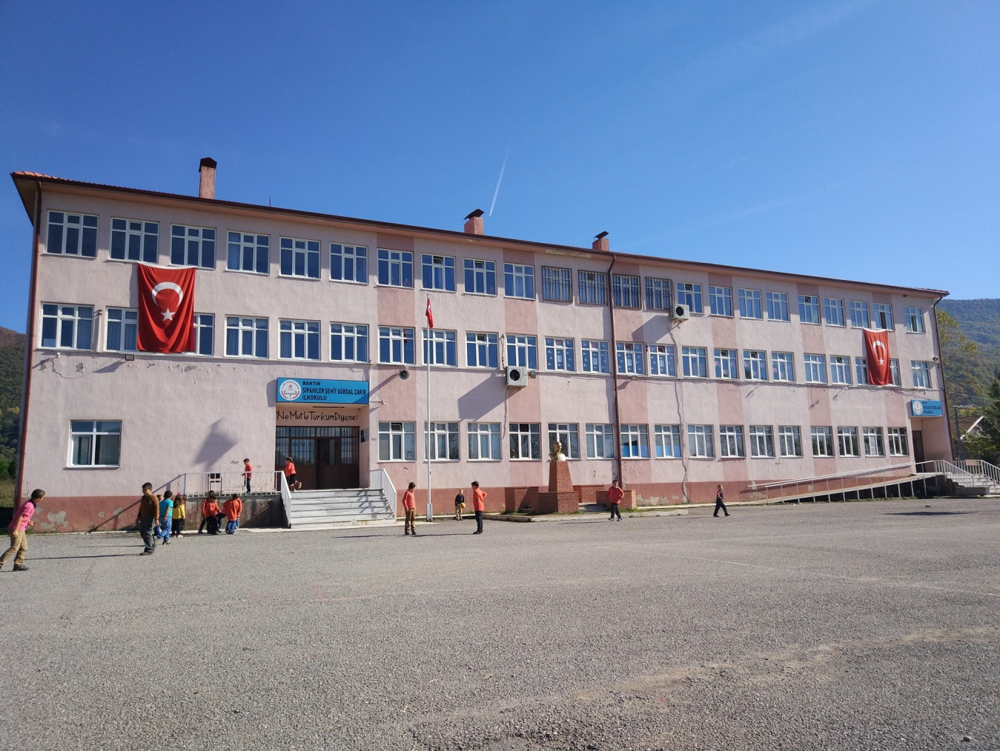 BARTIN
SİPAHİLER ŞEHİT GÜRDAL ÇAKIR
İLKOKULU
Ne Mutlu Türküm Diyene!